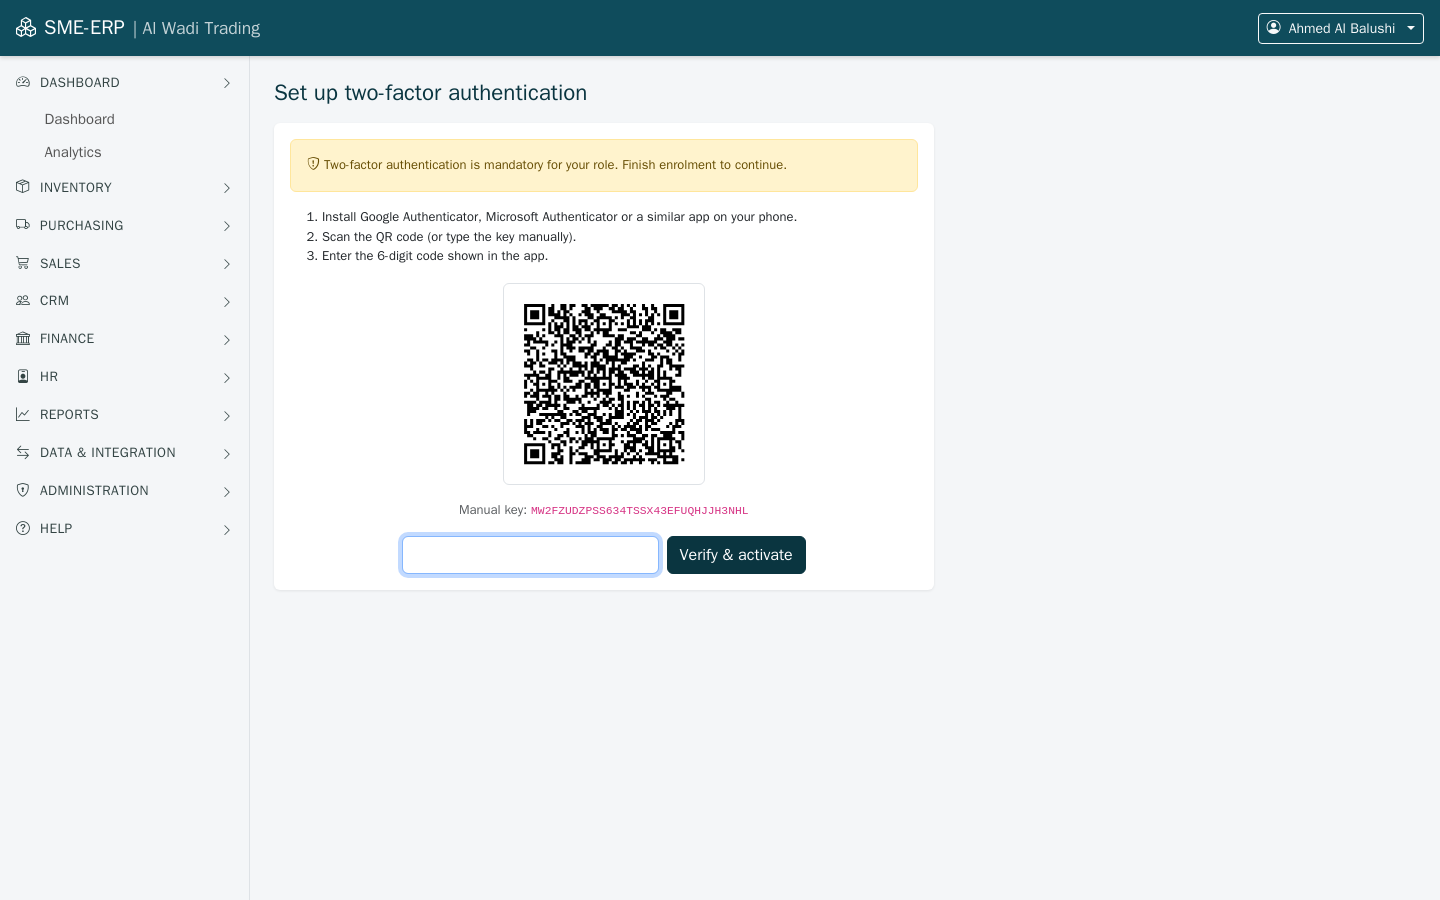 SME-ERP | Al Wadi Trading
Ahmed Al Balushi
DASHBOARD
Dashboard
Analytics
INVENTORY
PURCHASING
SALES
CRM
FINANCE
HR
REPORTS
DATA & INTEGRATION
ADMINISTRATION
HELP
Set up two-factor authentication
Two-factor authentication is mandatory for your role. Finish enrolment to continue.
1. Install Google Authenticator, Microsoft Authenticator or a similar app on your phone.
2. Scan the QR code (or type the key manually).
3. Enter the 6-digit code shown in the app.
Manual key: MW2FZUDZPSS634TSSX43EFUQHJJH3NHL
Verify & activate